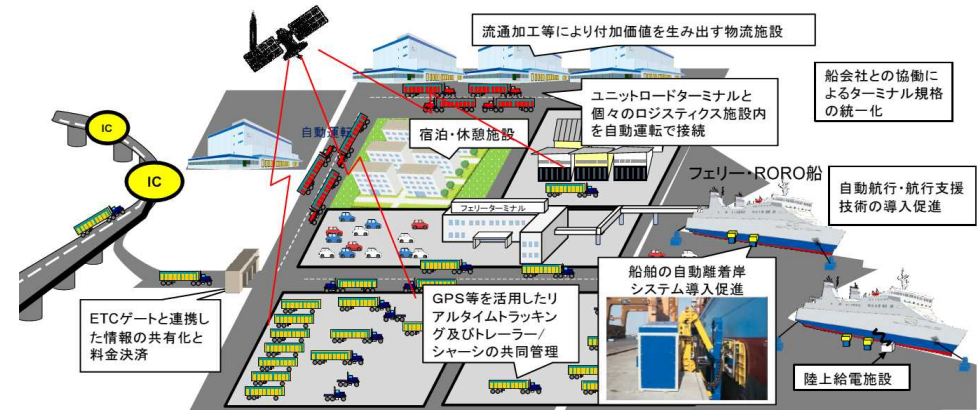 流通加工等により付加価値を生み出す物流施設
船会社との協働に
よるターミナル規格
の統一化
ユニットロードターミナルと
個々のロジスティクス施設内
を自動運転で接続
IC
自動運転
宿泊・休憩施設
IC
フェリー・RORO船
自動航行・航行支援
技術の導入促進
フェリーターミナル
船舶の自動離着岸
システム導入促進
GPS等を活用したリ
アルタイムトラッキン
グ及びトレーラー/
シャーシの共同管理
ETCゲートと連携し
た情報の共有化と
料金決済
陸上給電施設